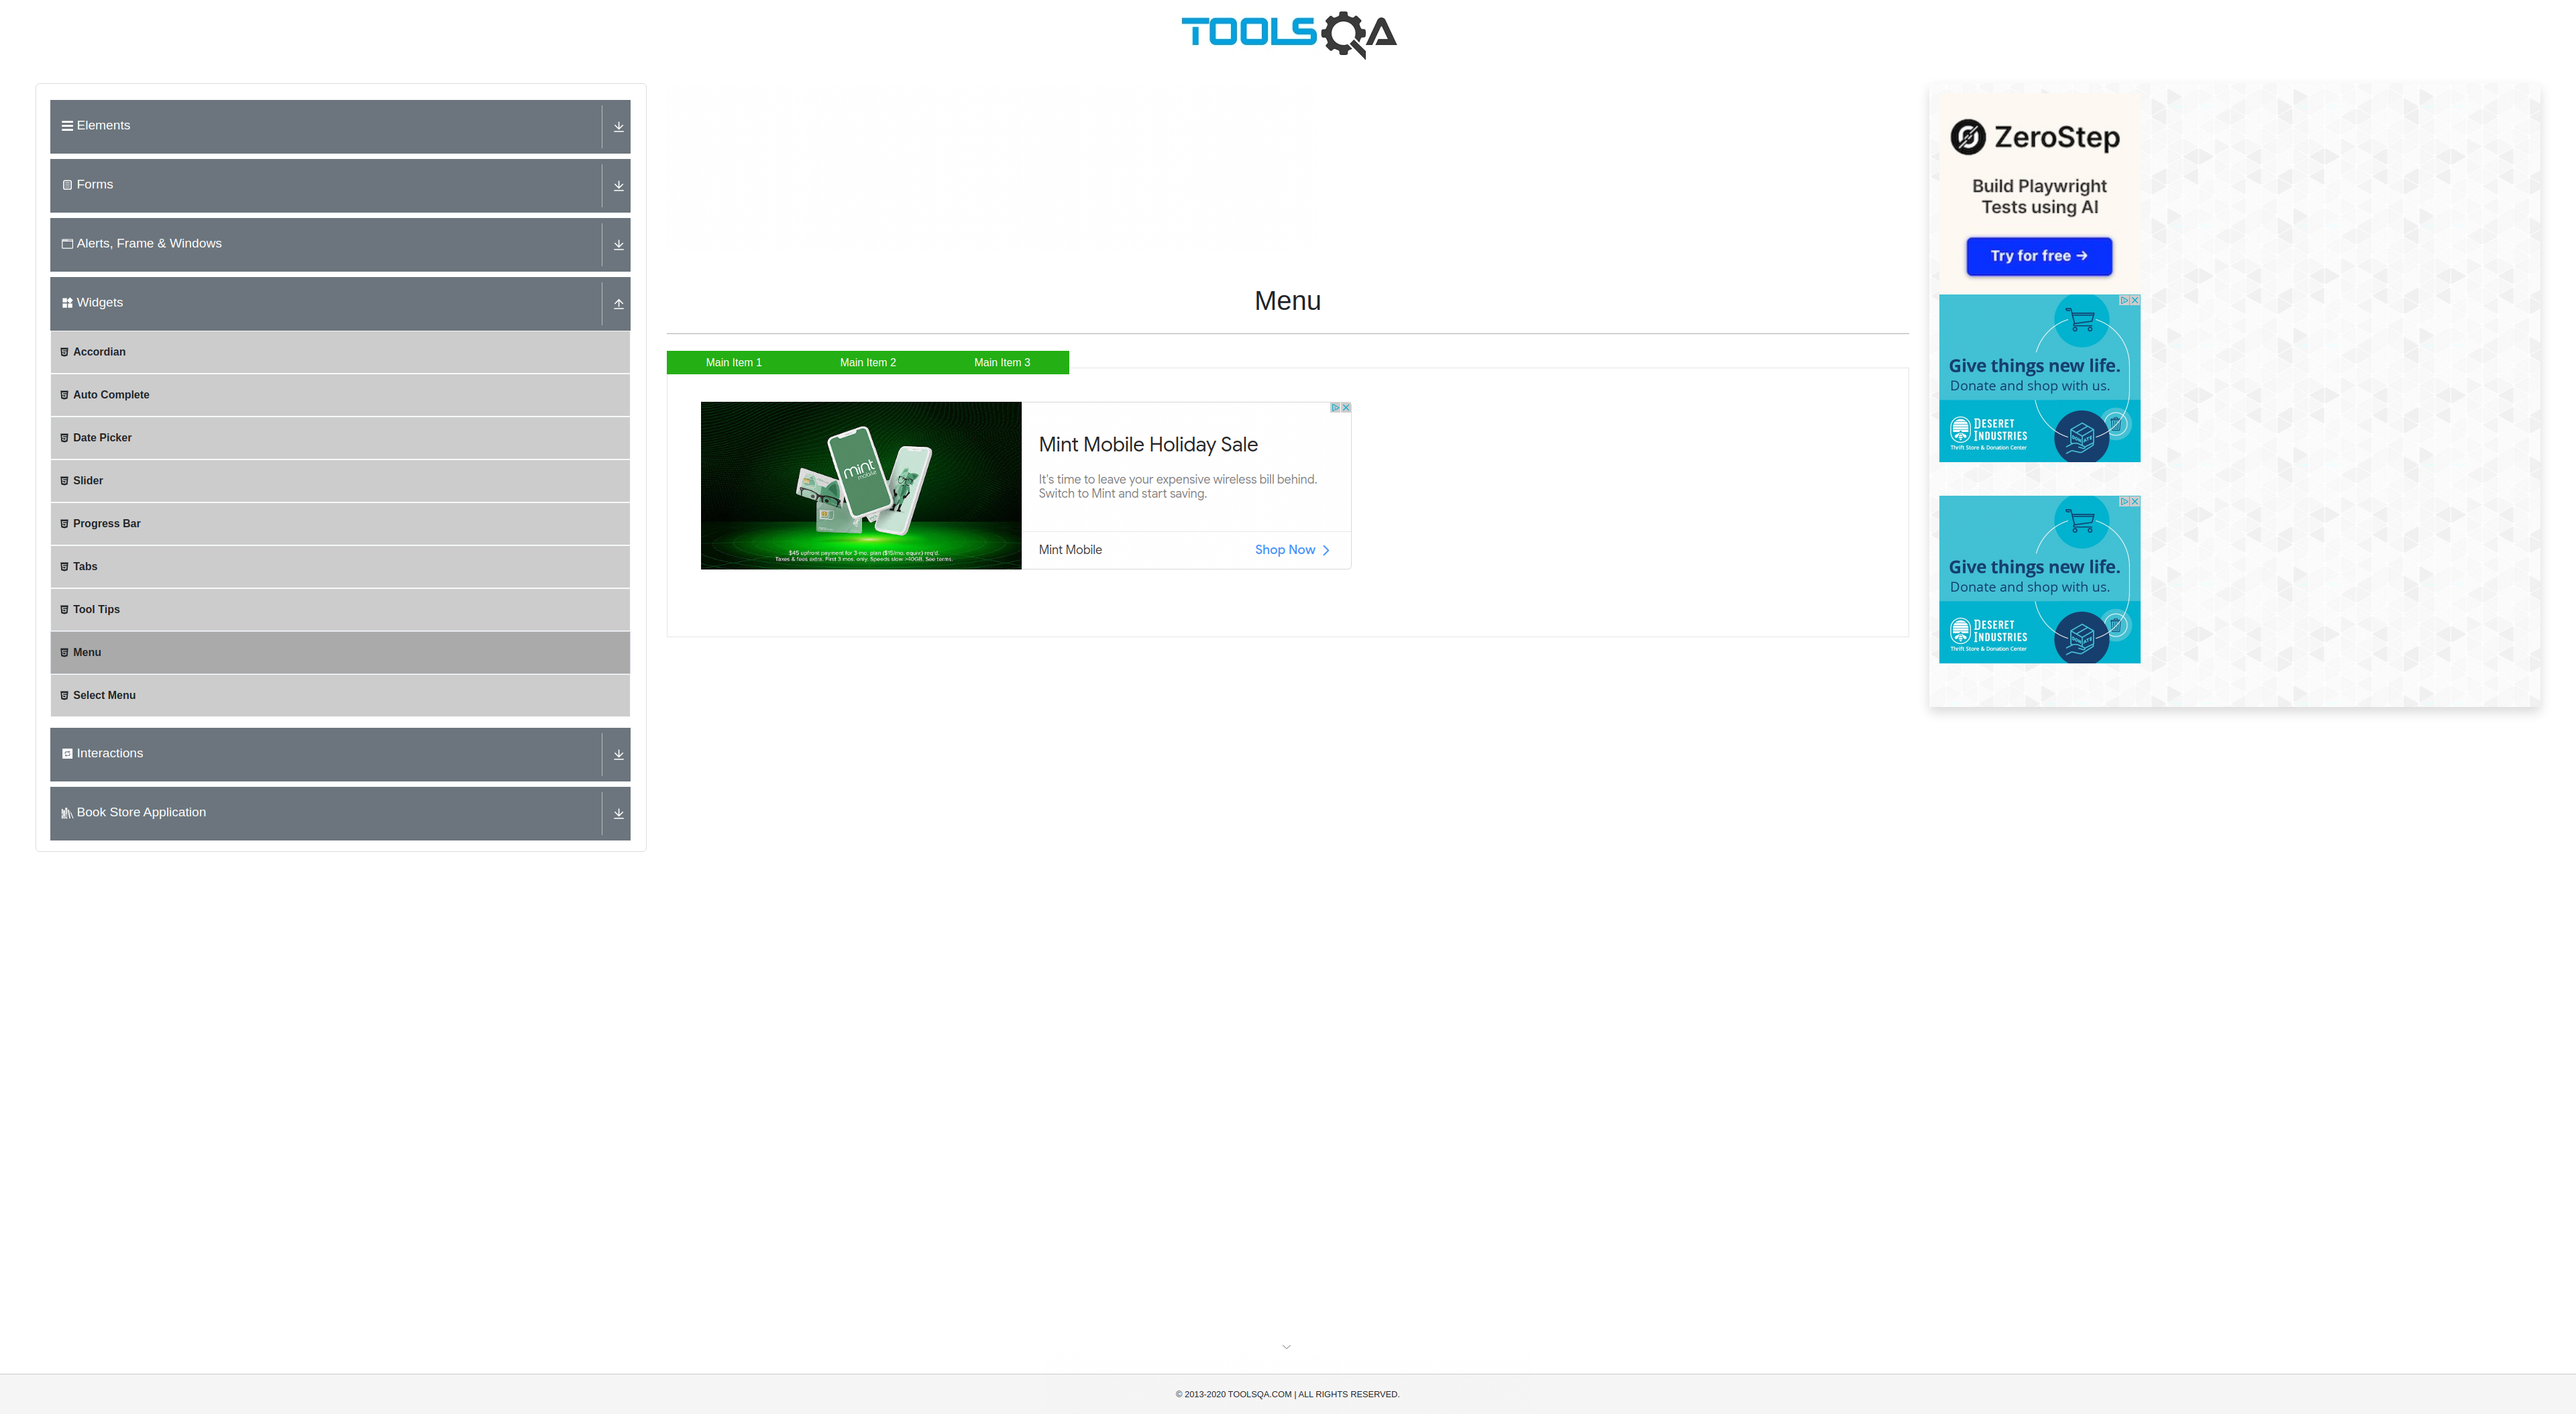 TOOLSQA
Elements
Forms
Alerts, Frame & Windows
Widgets
Accordian
Auto Complete
Date Picker
Slider
Progress Bar
Tabs
Tool Tips
Menu
Select Menu
Interactions
Book Store Application
Menu
Main Item 1
Main Item 2
Main Item 3
mint
mobile
$45 upfront payment for 3 mo. plan ($15/mo. equiv.) req'd.
Taxes & fees extra. First 3 mos. only. Speeds slow >40GB. See terms.
Mint Mobile Holiday Sale
It's time to leave your expensive wireless bill behind.
Switch to Mint and start saving.
Mint Mobile
Shop Now
ZeroStep
Build Playwright
Tests using AI
Try for free →
Give things new life.
Donate and shop with us.
DESERET
INDUSTRIES
Thrift Store & Donation Center
DONATE
Give things new life.
Donate and shop with us.
DESERET
INDUSTRIES
Thrift Store & Donation Center
DONATE
© 2013-2020 TOOLSQA.COM | ALL RIGHTS RESERVED.